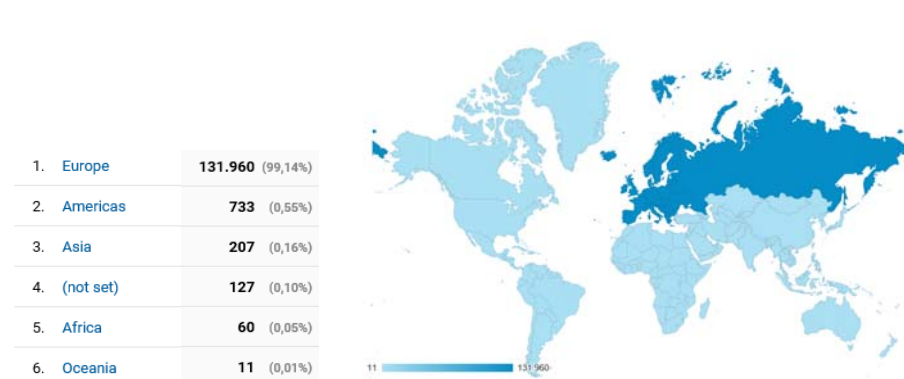 1. Europe 131.960 (99,14%)
2. Americas 733 (0,55%)
3. Asia 207 (0,16%)
4. (not set) 127 (0,10%)
5. Africa 60 (0,05%)
6. Oceania 11 (0,01%)
11 131.960